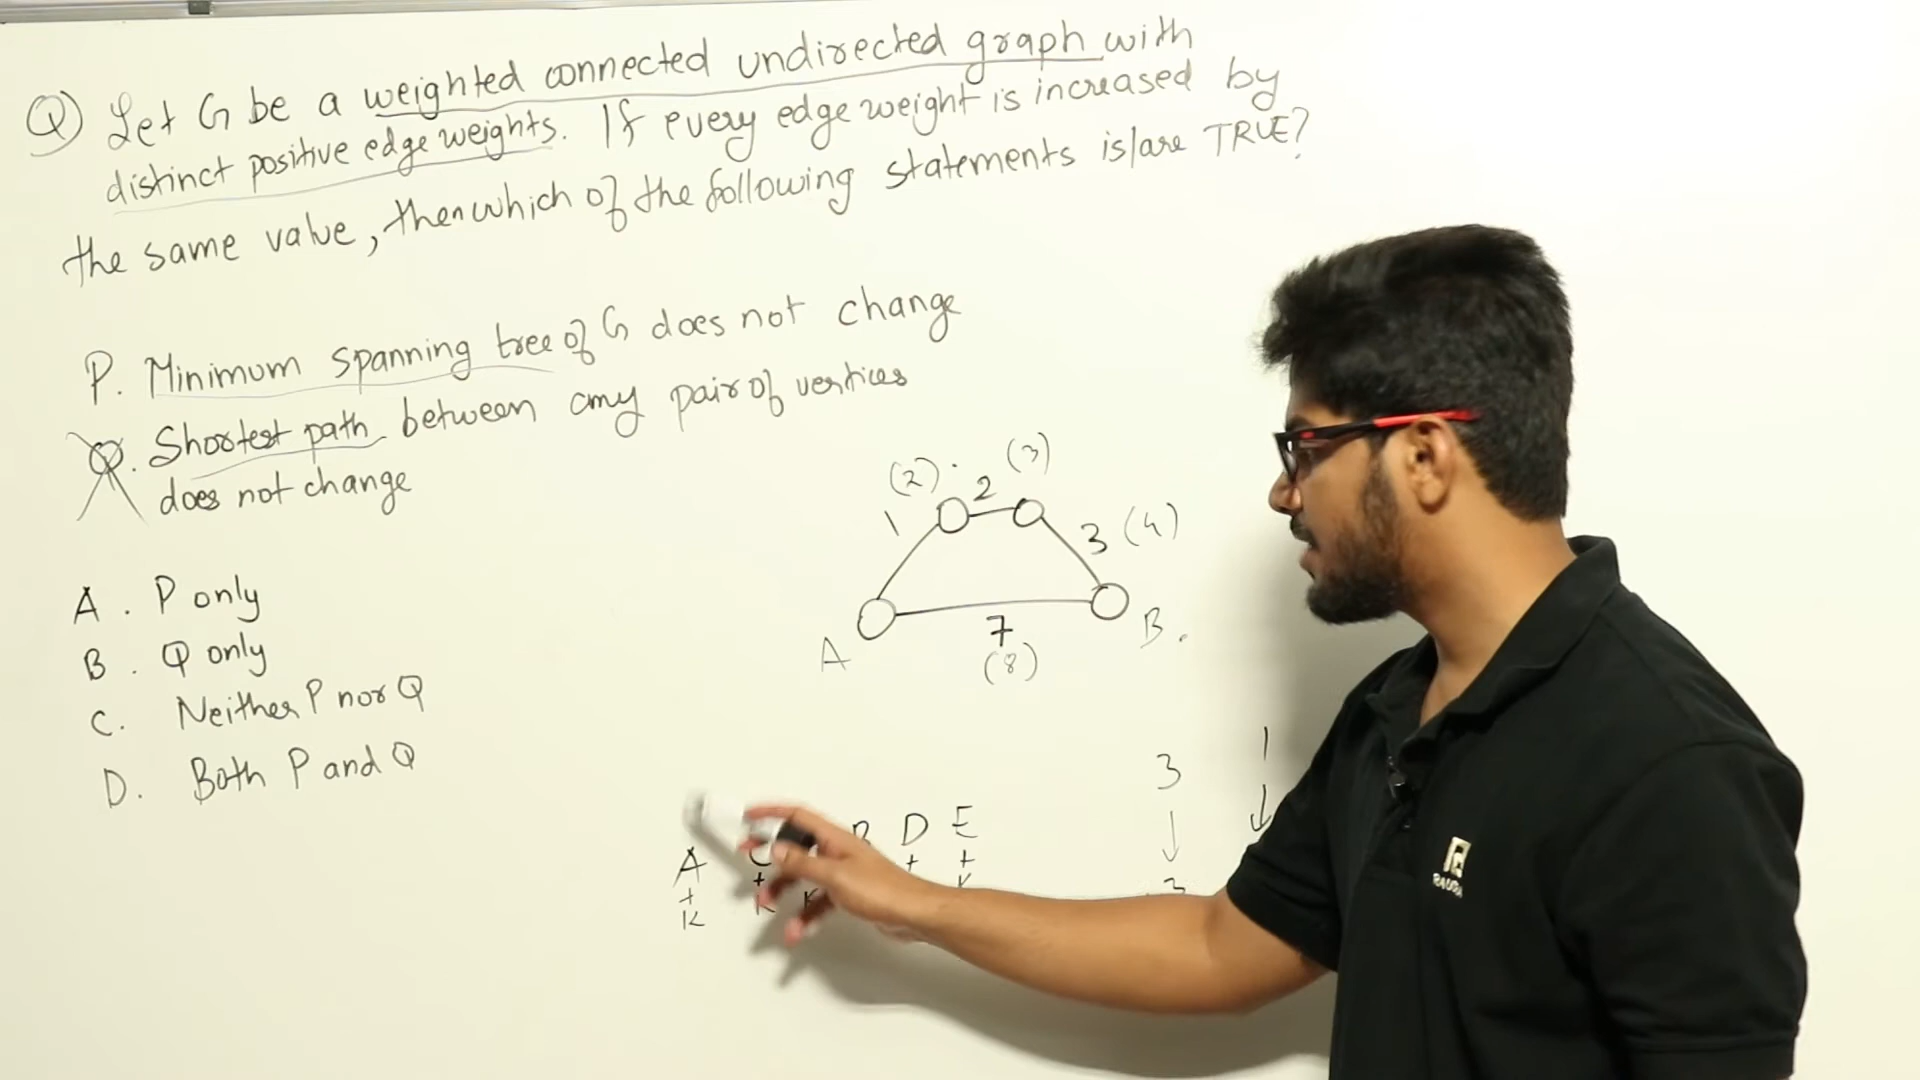 Q) Let G be a weighted connected undirected graph with
distinct positive edge weights. If every edge weight is increased by
the same value, then which of the following statements is/are TRUE?
P. Minimum spanning tree of G does not change
Q. Shortest path between any pair of vertices
does not change
(2) 2 (3)
1
3 (4)
A . P only
B . Q only
C. Neither P nor Q
D. Both P and Q
7
A B .
(8)
3 1
A C D E
+ + + +
K K K K